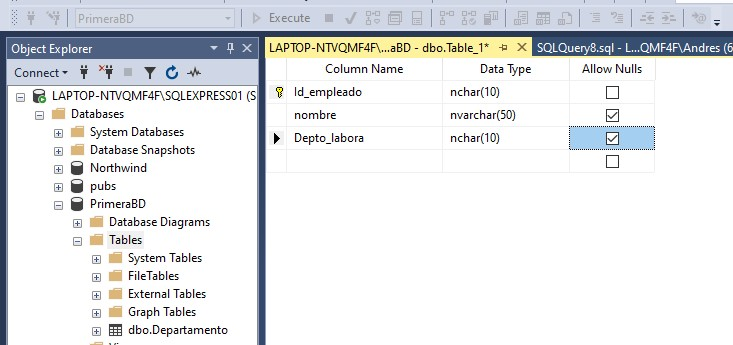 PrimeraBD
Execute
Object Explorer
Connect
LAPTOP-NTVQMF4F\SQLEXPRESS01 (S
Databases
System Databases
Database Snapshots
Northwind
pubs
PrimeraBD
Database Diagrams
Tables
System Tables
FileTables
External Tables
Graph Tables
dbo.Departamento
LAPTOP-NTVQMF4F\...aBD - dbo.Table_1*
SQLQuery8.sql - L...QMF4F\Andres (6
Column Name Data Type Allow Nulls
Id_empleado nchar(10)
nombre nvarchar(50)
Depto_labora nchar(10)